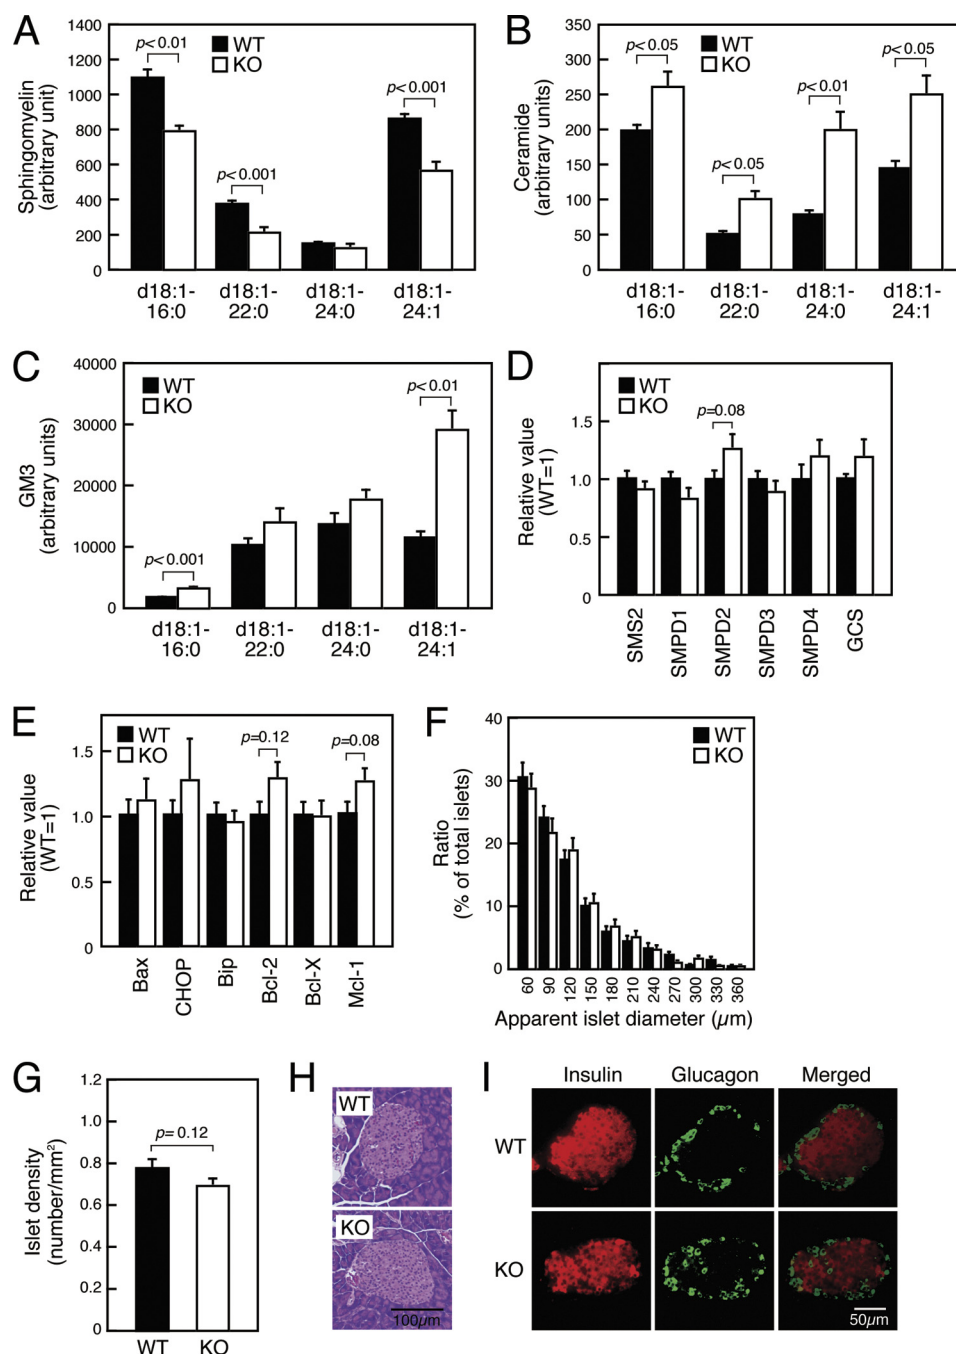 A
Sphingomyelin
(arbitrary unit)
1400
1200
1000
800
600
400
200
0
WT
KO
p<0.01
p<0.001
p<0.001
d18:1-
16:0
d18:1-
22:0
d18:1-
24:0
d18:1-
24:1
B
Ceramide
(arbitrary units)
350
300
250
200
150
100
50
0
WT
KO
p<0.05
p<0.05
p<0.01
p<0.05
d18:1-
16:0
d18:1-
22:0
d18:1-
24:0
d18:1-
24:1
C
GM3
(arbitrary units)
40000
30000
20000
10000
0
WT
KO
p<0.001
p<0.01
d18:1-
16:0
d18:1-
22:0
d18:1-
24:0
d18:1-
24:1
D
Relative value
(WT=1)
1.5
1.0
0.5
0
WT
KO
p=0.08
SMS2
SMPD1
SMPD2
SMPD3
SMPD4
GCS
E
Relative value
(WT=1)
1.5
1.0
0.5
0
WT
KO
p=0.12
p=0.08
Bax
CHOP
Bip
Bcl-2
Bcl-X
Mcl-1
F
Ratio
(% of total islets)
40
30
20
10
0
WT
KO
60
90
120
150
180
210
240
270
300
330
360
Apparent islet diameter (µm)
G
Islet density
(number/mm²)
1.2
1.0
0.8
0.6
0.4
0.2
0
p= 0.12
WT
KO
H
WT
KO
100µm
I
Insulin
Glucagon
Merged
WT
KO
50µm